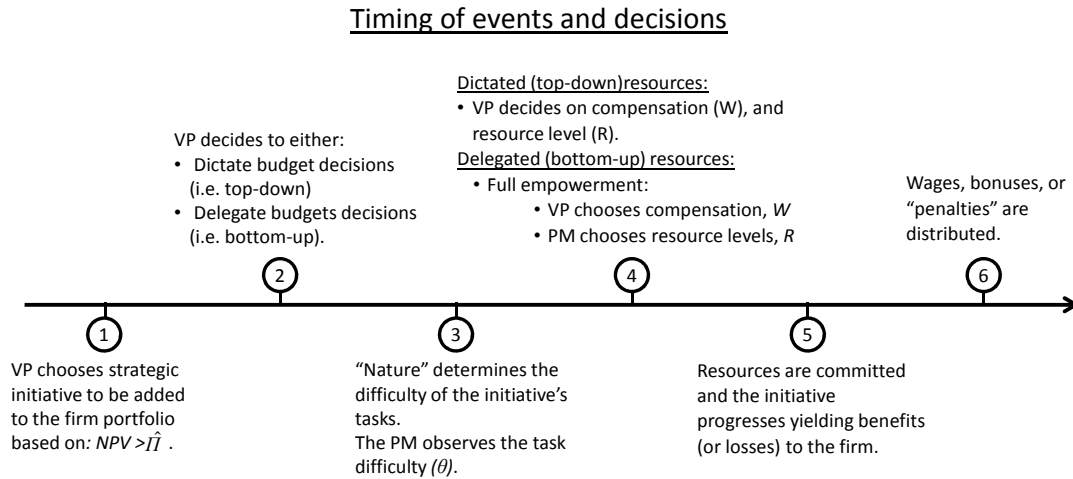 Timing of events and decisions
Dictated (top-down)resources:
• VP decides on compensation (W), and
resource level (R).
Delegated (bottom-up) resources:
• Full empowerment:
• VP chooses compensation, W
• PM chooses resource levels, R
VP decides to either:
• Dictate budget decisions
(i.e. top-down)
• Delegate budgets decisions
(i.e. bottom-up).
Wages, bonuses, or
“penalties” are
distributed.
2
4
6
1
3
5
VP chooses strategic
initiative to be added
to the firm portfolio
based on: NPV >Π̂ .
“Nature” determines the
difficulty of the initiative’s
tasks.
The PM observes the task
difficulty (θ).
Resources are committed
and the initiative
progresses yielding benefits
(or losses) to the firm.